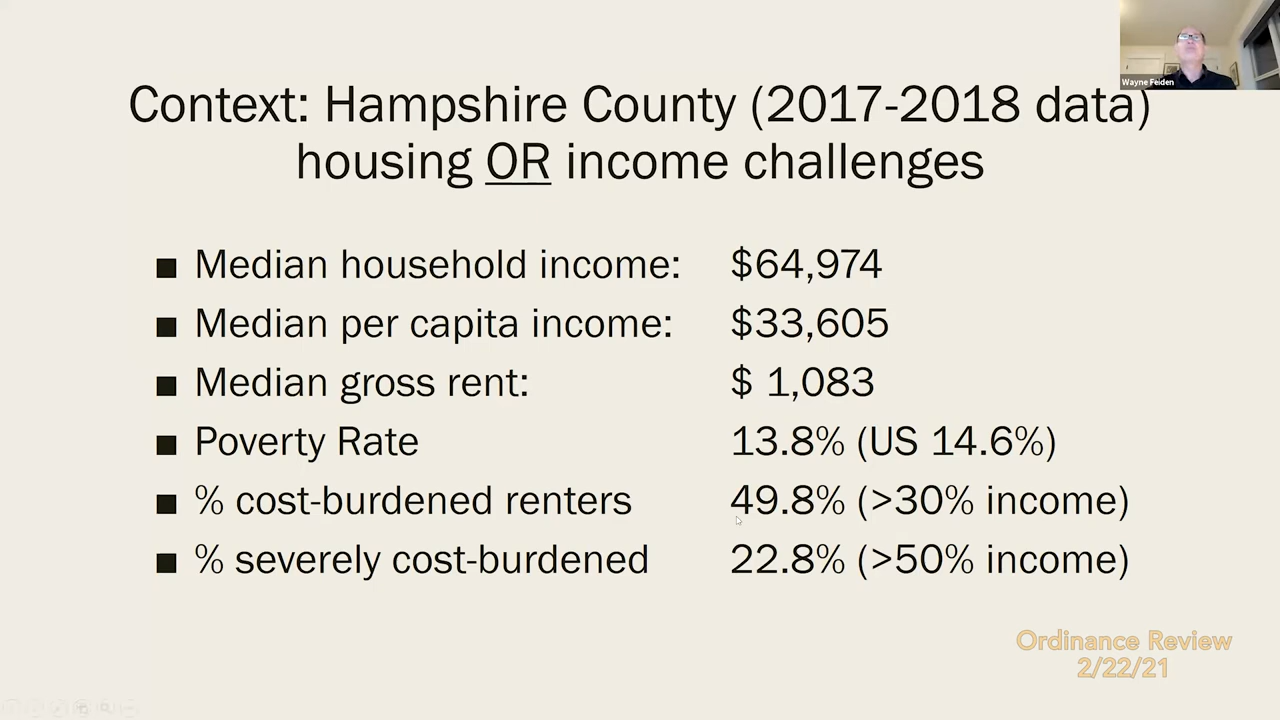 Wayne Feiden
Context: Hampshire County (2017-2018 data)
housing OR income challenges
■ Median household income: $64,974
■ Median per capita income: $33,605
■ Median gross rent: $ 1,083
■ Poverty Rate 13.8% (US 14.6%)
■ % cost-burdened renters 49.8% (>30% income)
■ % severely cost-burdened 22.8% (>50% income)
Ordinance Review
2/22/21